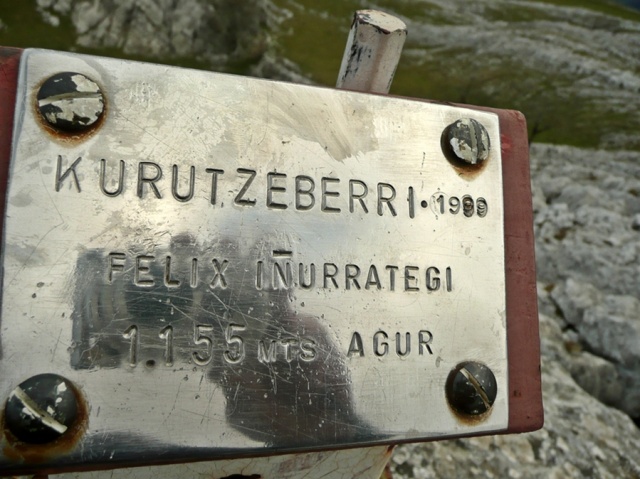 KURUTZEBERRI·1999
FELIX IÑURRATEGI
1.155 MTS AGUR